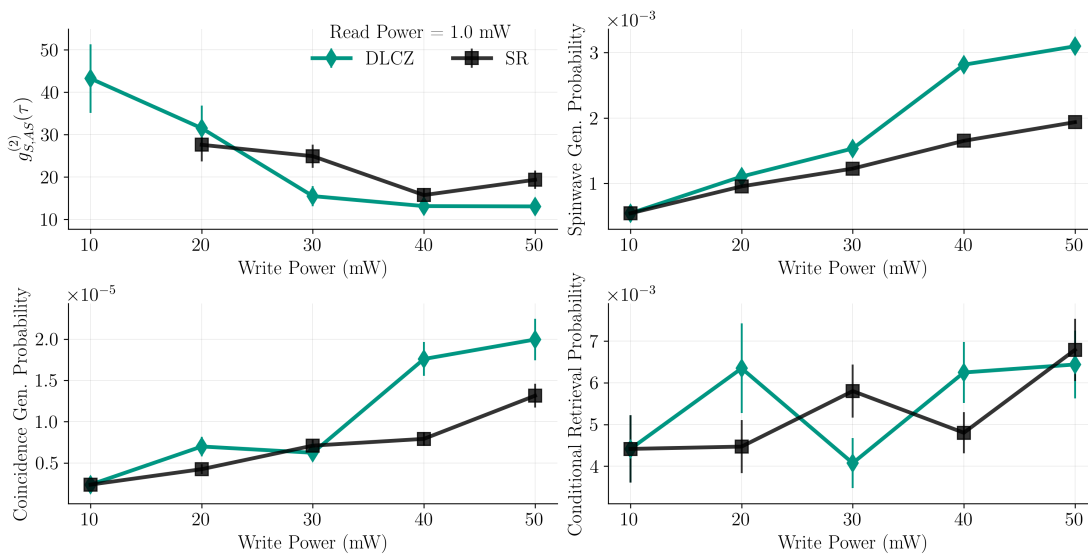 Read Power = 1.0 mW
DLCZ SR
g^{(2)}_{S,AS}(τ)
50
40
30
20
10
10 20 30 40 50
Write Power (mW)
×10⁻³
Spinwave Gen. Probability
3
2
1
10 20 30 40 50
Write Power (mW)
×10⁻⁵
Coincidence Gen. Probability
2.0
1.5
1.0
0.5
10 20 30 40 50
Write Power (mW)
×10⁻³
Conditional Retrieval Probability
7
6
5
4
10 20 30 40 50
Write Power (mW)